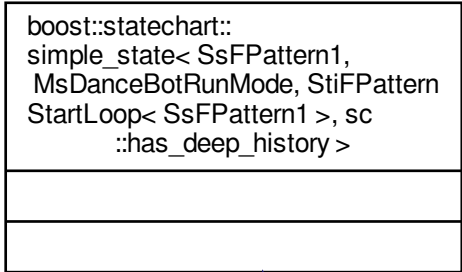 boost::statechart::
simple_state< SsFPattern1,
MsDanceBotRunMode, StiFPattern
StartLoop< SsFPattern1 >, sc
::has_deep_history >